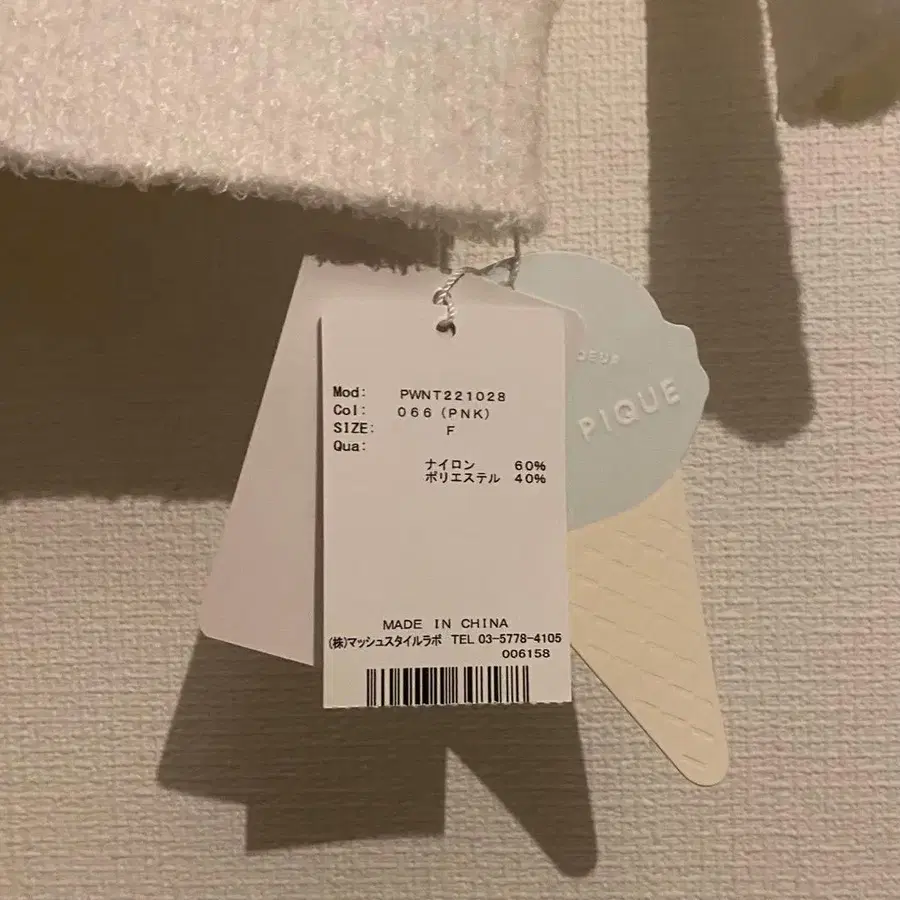 Mod: PWNT221028
Col: 066 (PNK)
SIZE: F
Qua:
ナイロン 60%
ポリエステル 40%
MADE IN CHINA
(株)マッシュスタイルラボ TEL 03-5778-4105
006158
PIQUE